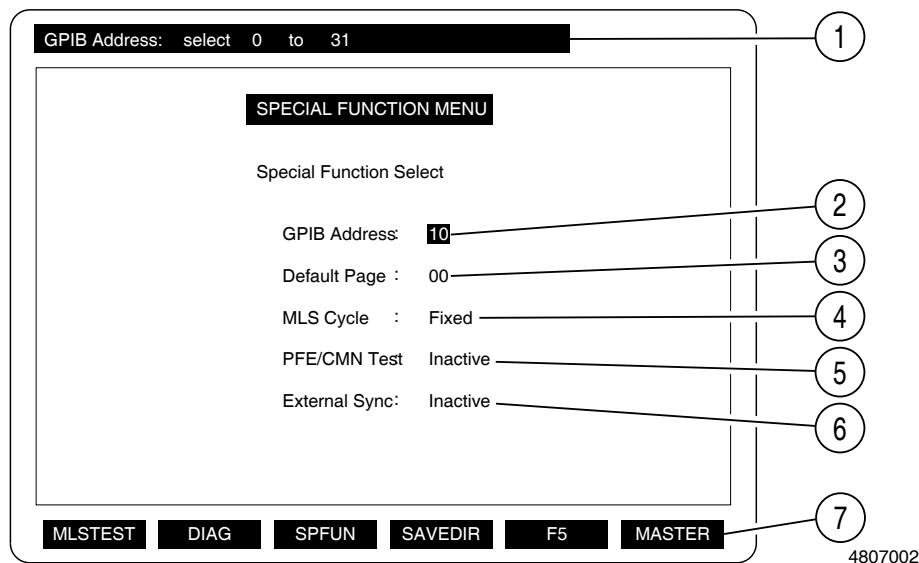 GPIB Address: select 0 to 31
1
SPECIAL FUNCTION MENU
Special Function Select
GPIB Address: 10
2
Default Page : 00
3
MLS Cycle : Fixed
4
PFE/CMN Test: Inactive
5
External Sync: Inactive
6
MLSTEST DIAG SPFUN SAVEDIR F5 MASTER
7
4807002